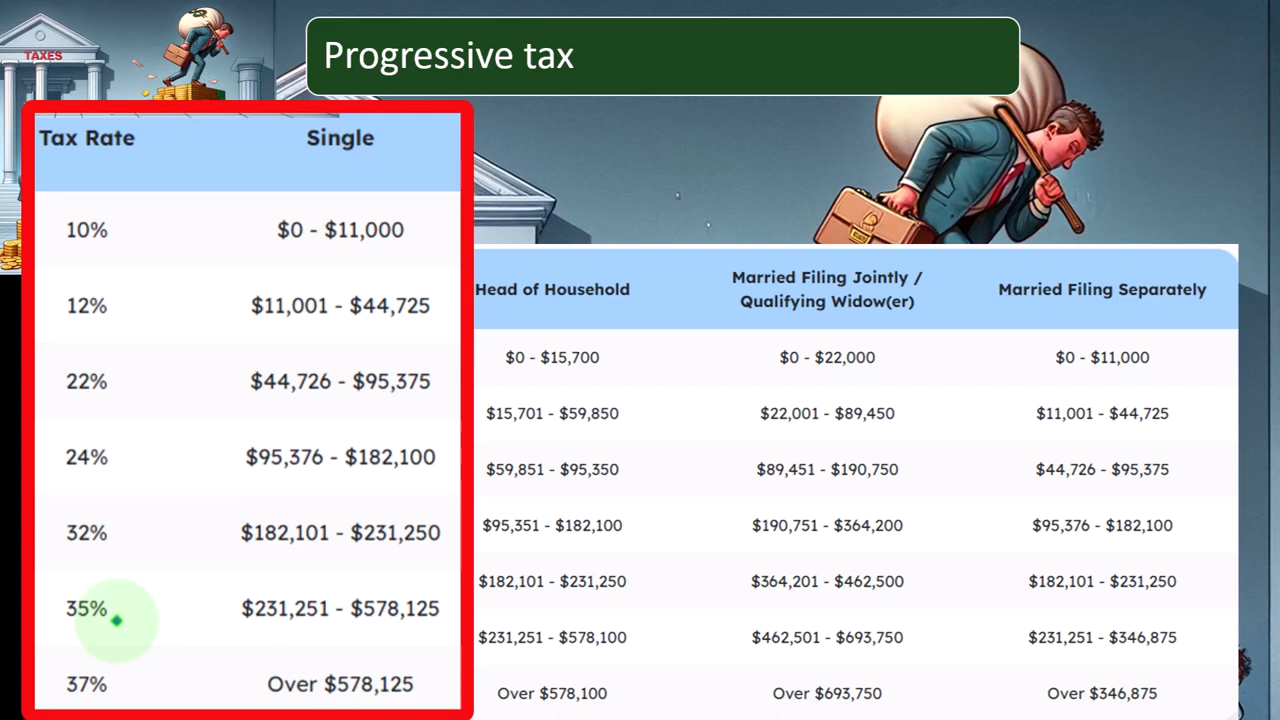 Progressive tax
TAXES
Tax Rate Single
10% $0 - $11,000
12% $11,001 - $44,725
22% $44,726 - $95,375
24% $95,376 - $182,100
32% $182,101 - $231,250
35% $231,251 - $578,125
37% Over $578,125
Head of Household Married Filing Jointly / Qualifying Widow(er) Married Filing Separately
$0 - $15,700 $0 - $22,000 $0 - $11,000
$15,701 - $59,850 $22,001 - $89,450 $11,001 - $44,725
$59,851 - $95,350 $89,451 - $190,750 $44,726 - $95,375
$95,351 - $182,100 $190,751 - $364,200 $95,376 - $182,100
$182,101 - $231,250 $364,201 - $462,500 $182,101 - $231,250
$231,251 - $578,100 $462,501 - $693,750 $231,251 - $346,875
Over $578,100 Over $693,750 Over $346,875